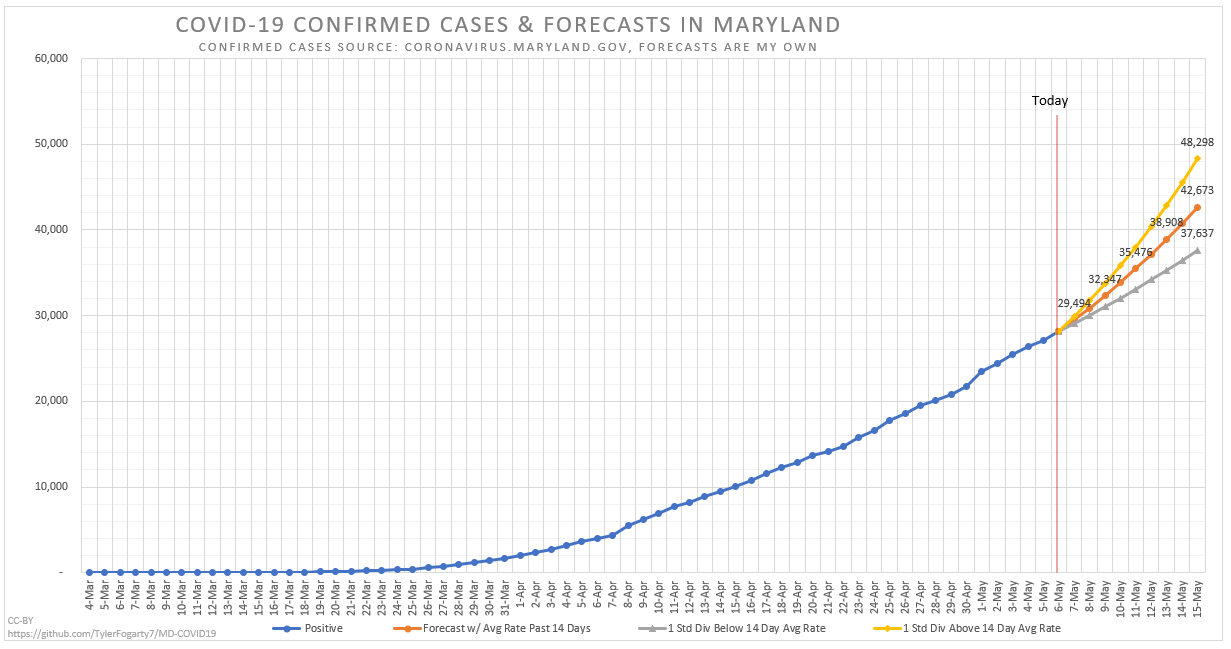 COVID-19 CONFIRMED CASES & FORECASTS IN MARYLAND
CONFIRMED CASES SOURCE: CORONAVIRUS.MARYLAND.GOV, FORECASTS ARE MY OWN
60,000
50,000
40,000
30,000
20,000
10,000
-
Today
48,298
42,673
38,908
37,637
35,476
32,347
29,494
4-Mar
5-Mar
6-Mar
7-Mar
8-Mar
9-Mar
10-Mar
11-Mar
12-Mar
13-Mar
14-Mar
15-Mar
16-Mar
17-Mar
18-Mar
19-Mar
20-Mar
21-Mar
22-Mar
23-Mar
24-Mar
25-Mar
26-Mar
27-Mar
28-Mar
29-Mar
30-Mar
31-Mar
1-Apr
2-Apr
3-Apr
4-Apr
5-Apr
6-Apr
7-Apr
8-Apr
9-Apr
10-Apr
11-Apr
12-Apr
13-Apr
14-Apr
15-Apr
16-Apr
17-Apr
18-Apr
19-Apr
20-Apr
21-Apr
22-Apr
23-Apr
24-Apr
25-Apr
26-Apr
27-Apr
28-Apr
29-Apr
30-Apr
1-May
2-May
3-May
4-May
5-May
6-May
7-May
8-May
9-May
10-May
11-May
12-May
13-May
14-May
15-May
CC-BY
https://github.com/TylerFogarty7/MD-COVID19
Positive
Forecast w/ Avg Rate Past 14 Days
1 Std Div Below 14 Day Avg Rate
1 Std Div Above 14 Day Avg Rate